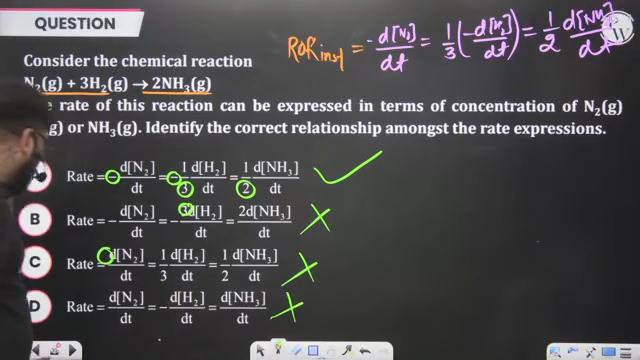 QUESTION
ROR inst = -d[N2]/dt = 1/3 (-d[H2]/dt) = 1/2 d[NH3]/dt
W
Consider the chemical reaction
N₂(g) + 3H₂(g) → 2NH₃(g)
rate of this reaction can be expressed in terms of concentration of N₂(g)
or NH₃(g). Identify the correct relationship amongst the rate expressions.
Rate = - d[N₂]/dt = - 1/3 d[H₂]/dt = 1/2 d[NH₃]/dt
B Rate = - d[N₂]/dt = - 3d[H₂]/dt = 2d[NH₃]/dt
C Rate = d[N₂]/dt = 1/3 d[H₂]/dt = 1/2 d[NH₃]/dt
D Rate = d[N₂]/dt = - d[H₂]/dt = d[NH₃]/dt